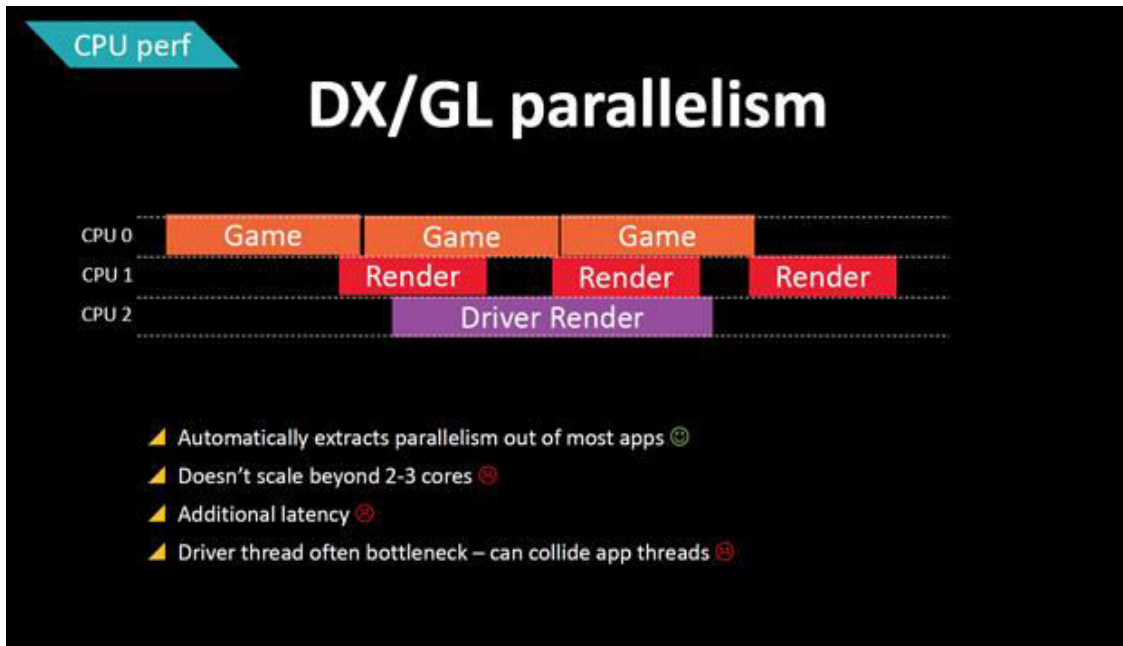 CPU perf
DX/GL parallelism
CPU 0 Game Game Game
CPU 1 Render Render Render
CPU 2 Driver Render
Automatically extracts parallelism out of most apps ☺
Doesn't scale beyond 2-3 cores ☹
Additional latency ☹
Driver thread often bottleneck – can collide app threads ☹